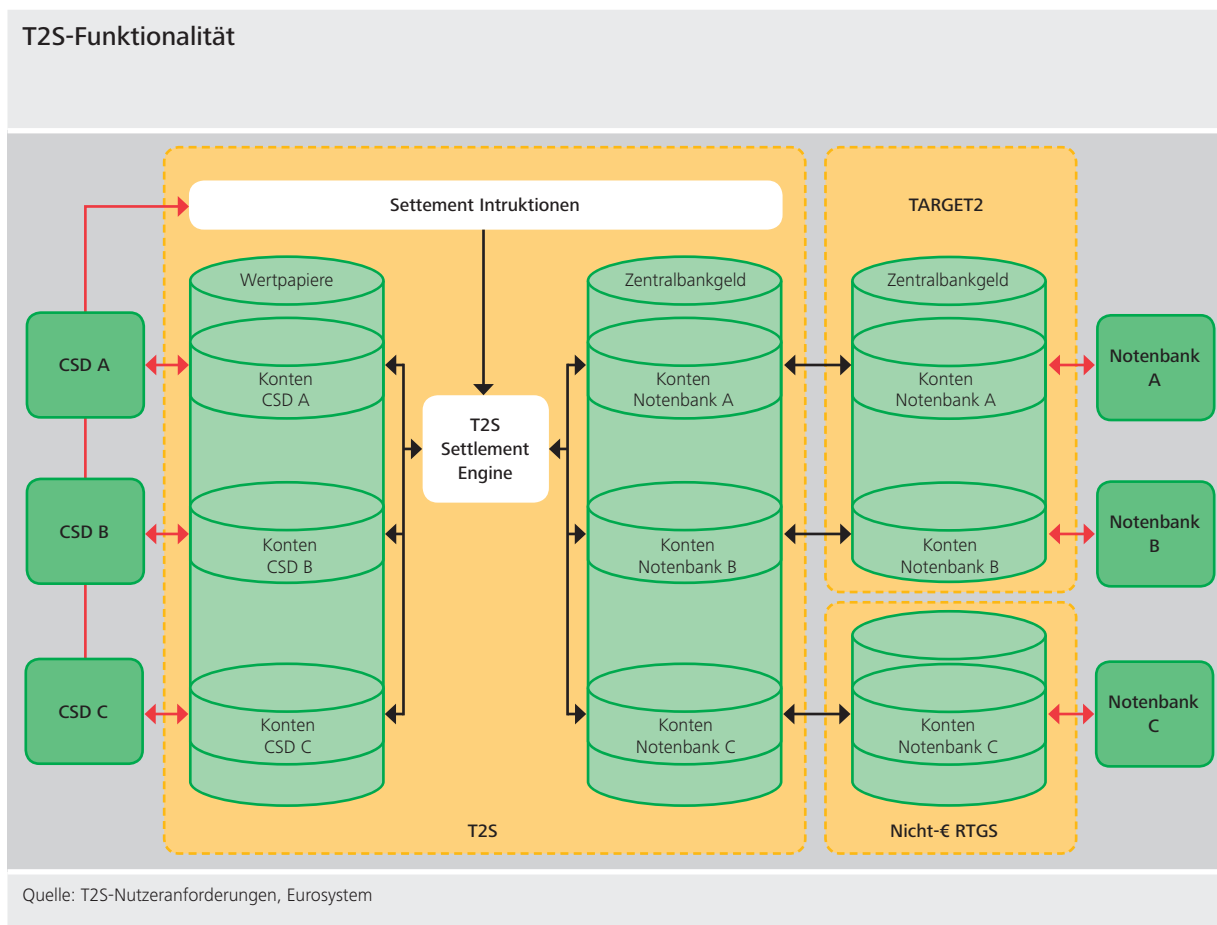 T2S-Funktionalität
Settement Intruktionen
TARGET2
Wertpapiere
Zentralbankgeld
Zentralbankgeld
CSD A
Konten
CSD A
Konten
Notenbank A
Konten
Notenbank A
Notenbank
A
T2S
Settlement
Engine
CSD B
Konten
CSD B
Konten
Notenbank B
Konten
Notenbank B
Notenbank
B
CSD C
Konten
CSD C
Konten
Notenbank C
Konten
Notenbank C
Notenbank
C
T2S
Nicht-€ RTGS
Quelle: T2S-Nutzeranforderungen, Eurosystem